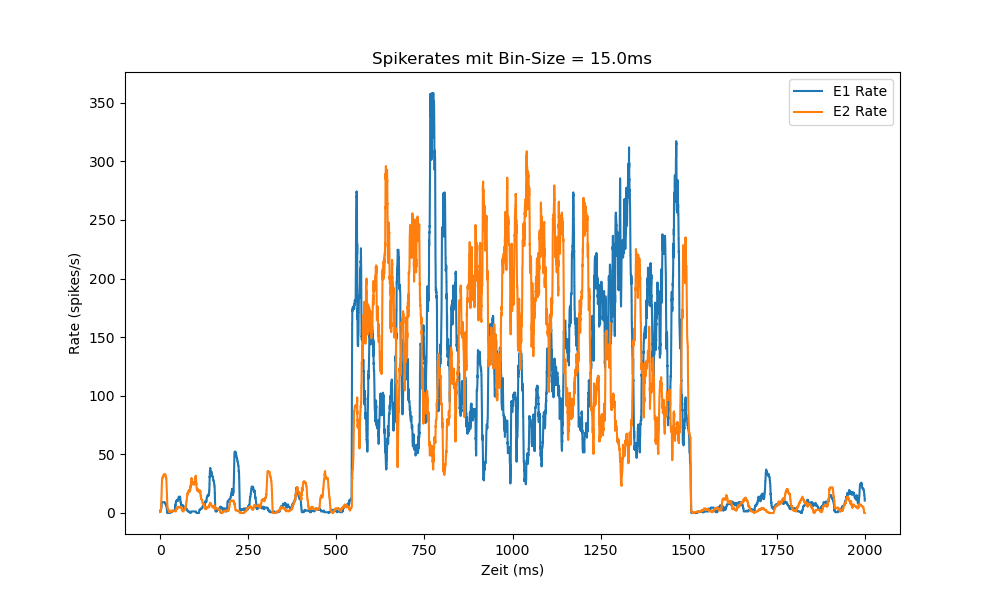 Spikerates mit Bin-Size = 15.0ms
E1 Rate
E2 Rate
350
300
250
200
150
100
50
0
Rate (spikes/s)
0 250 500 750 1000 1250 1500 1750 2000
Zeit (ms)